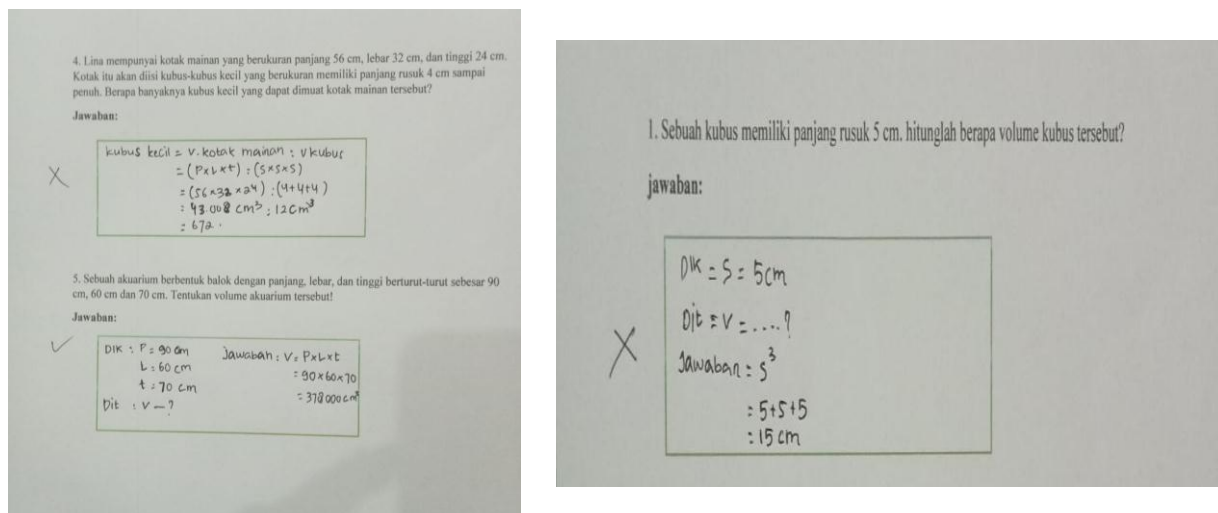 4. Lina mempunyai kotak mainan yang berukuran panjang 56 cm, lebar 32 cm, dan tinggi 24 cm.
Kotak itu akan diisi kubus-kubus kecil yang berukuran memiliki panjang rusuk 4 cm sampai
penuh. Berapa banyaknya kubus kecil yang dapat dimuat kotak mainan tersebut?
Jawaban:
kubus kecil = V. kotak mainan : V kubus
= (P×L×t) : (S×S×S)
= (56×32×24) : (4+4+4)
: 43.008 cm³ : 12 cm³
: 672.
5. Sebuah akuarium berbentuk balok dengan panjang, lebar, dan tinggi berturut-turut sebesar 90
cm, 60 cm dan 70 cm. Tentukan volume akuarium tersebut!
Jawaban:
DIK : P = 90 cm
L : 60 cm
t : 70 cm
Dit : V – ?
Jawaban : V = P×L×t
= 90×60×70
= 378000 cm³
1. Sebuah kubus memiliki panjang rusuk 5 cm. hitunglah berapa volume kubus tersebut?
jawaban:
DIK = S = 5cm
Dit = V = ....?
Jawaban = S³
: 5+5+5
: 15 cm